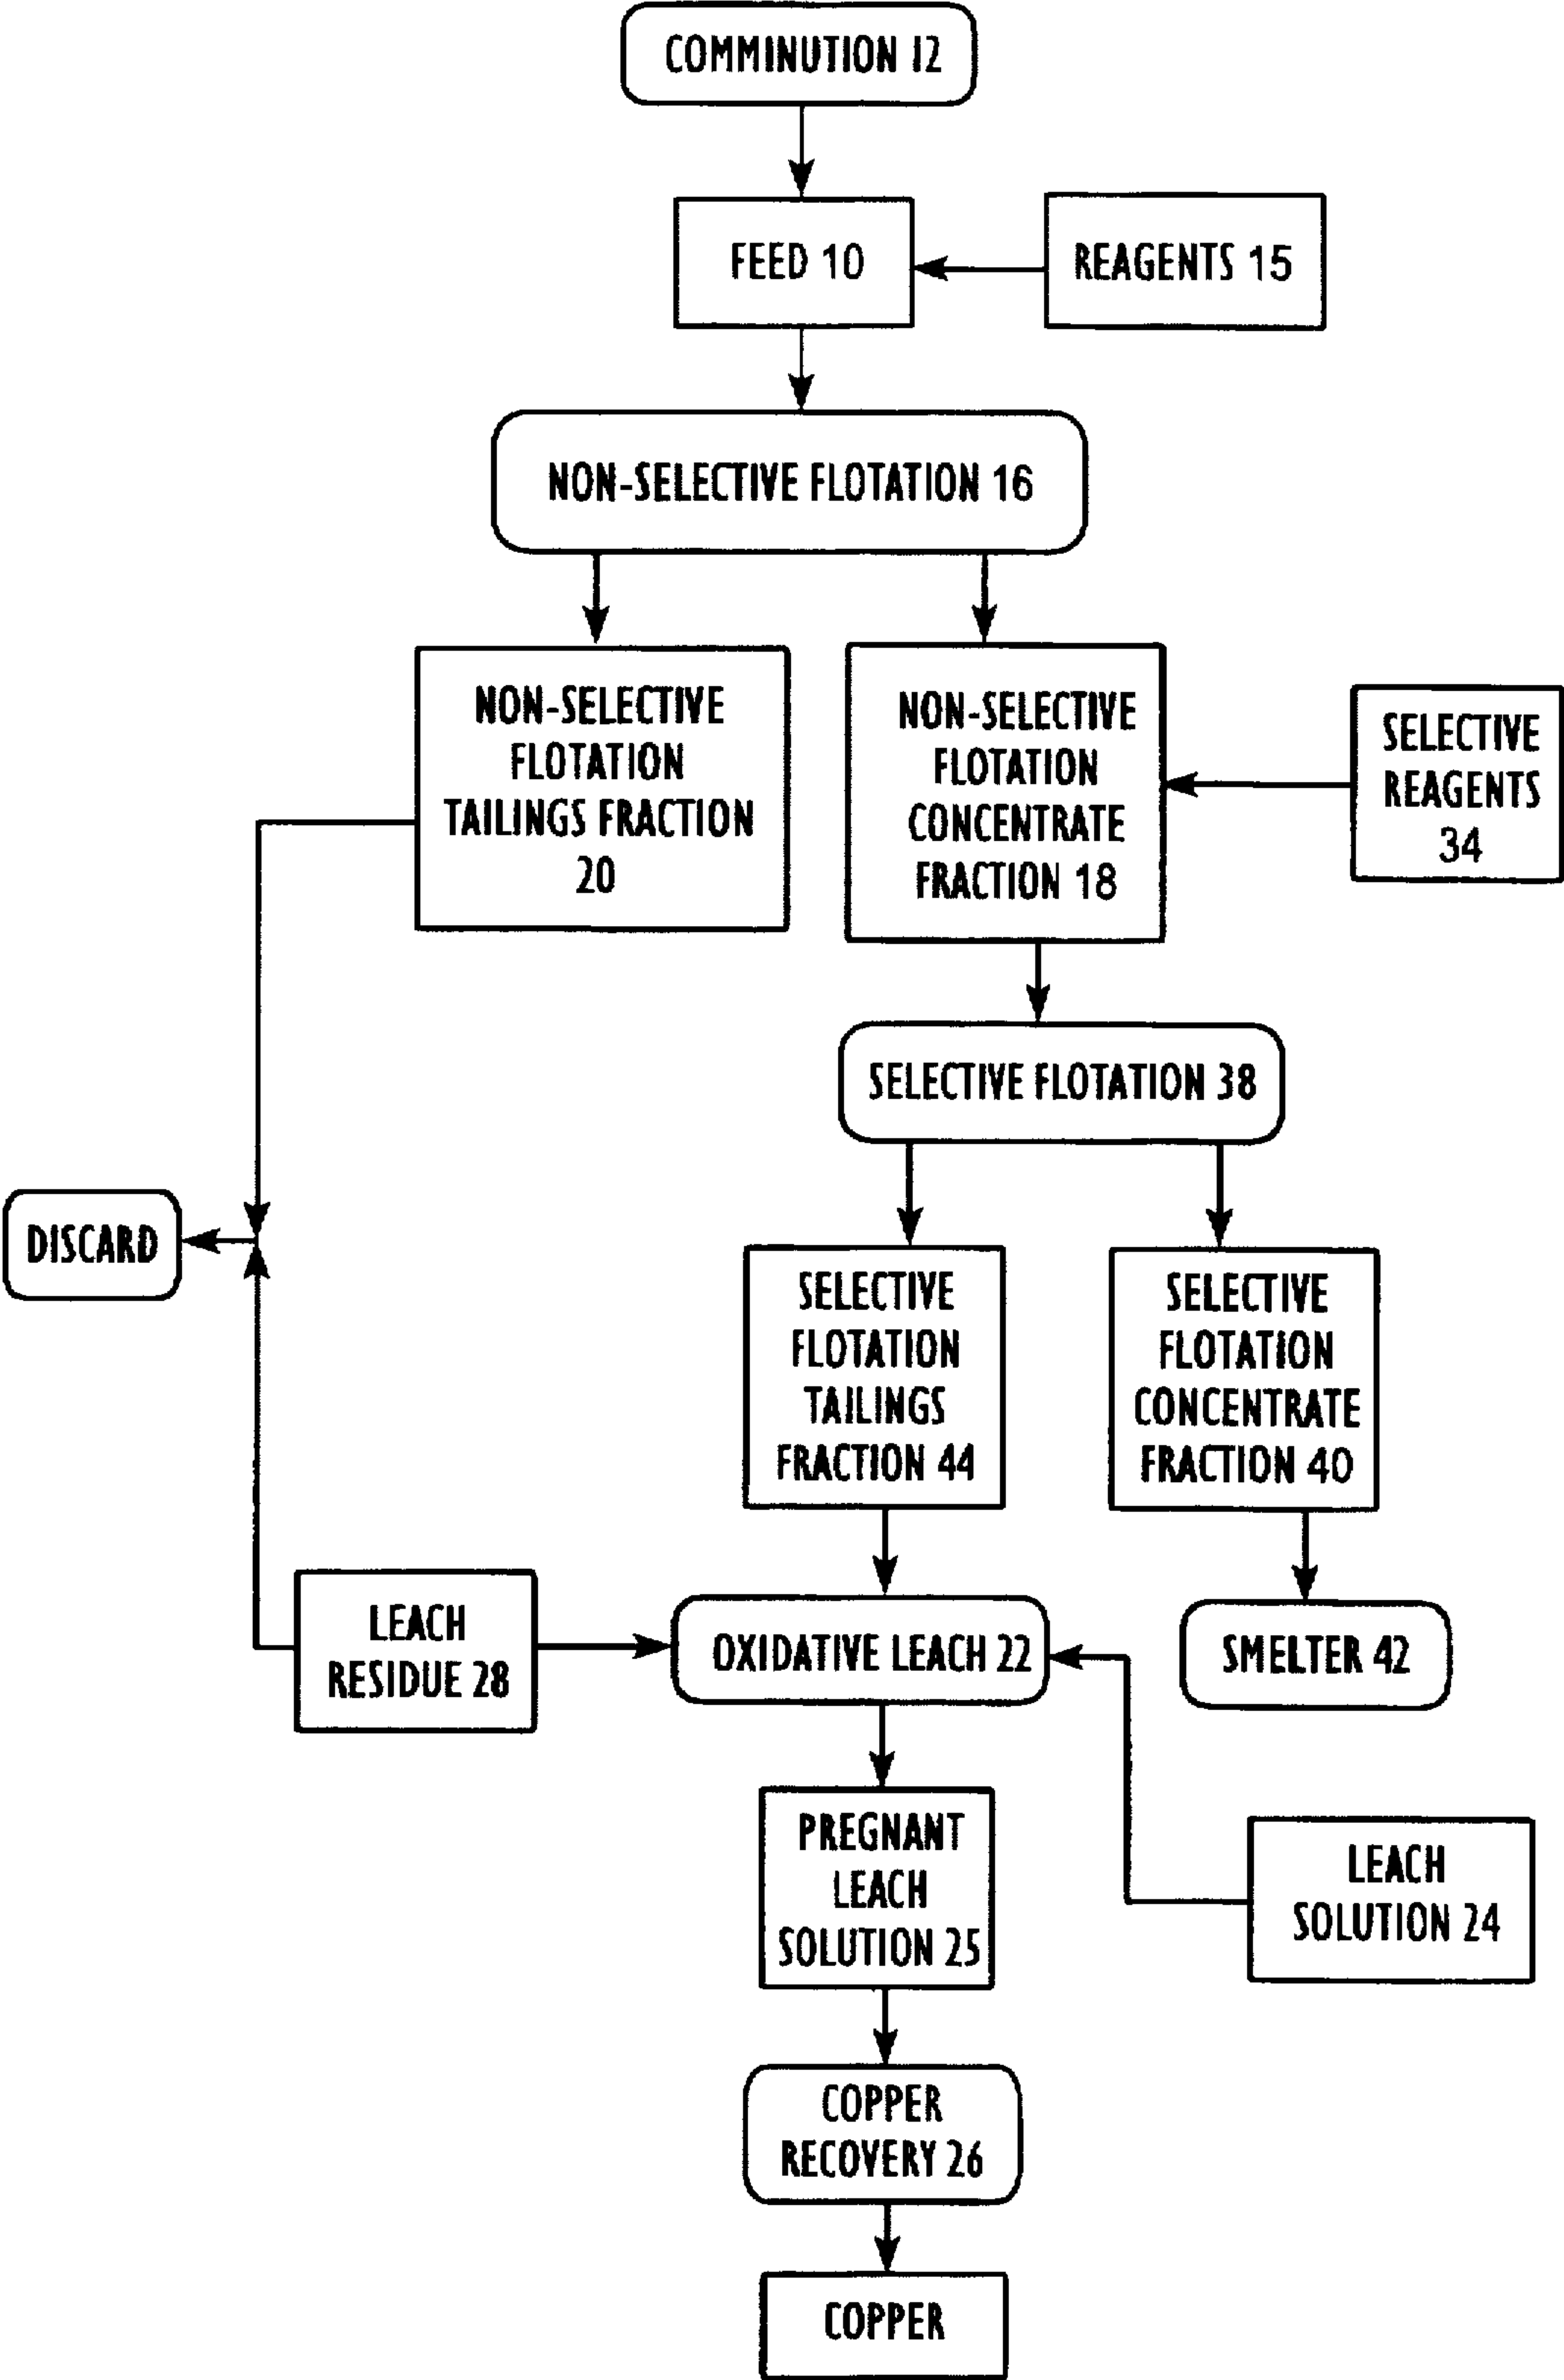 COMMINUTION 12
FEED 10
REAGENTS 15
NON-SELECTIVE FLOTATION 16
NON-SELECTIVE
FLOTATION
TAILINGS FRACTION
20
NON-SELECTIVE
FLOTATION
CONCENTRATE
FRACTION 18
SELECTIVE
REAGENTS
34
SELECTIVE FLOTATION 38
DISCARD
SELECTIVE
FLOTATION
TAILINGS
FRACTION 44
SELECTIVE
FLOTATION
CONCENTRATE
FRACTION 40
LEACH
RESIDUE 28
OXIDATIVE LEACH 22
SMELTER 42
PREGNANT
LEACH
SOLUTION 25
LEACH
SOLUTION 24
COPPER
RECOVERY 26
COPPER